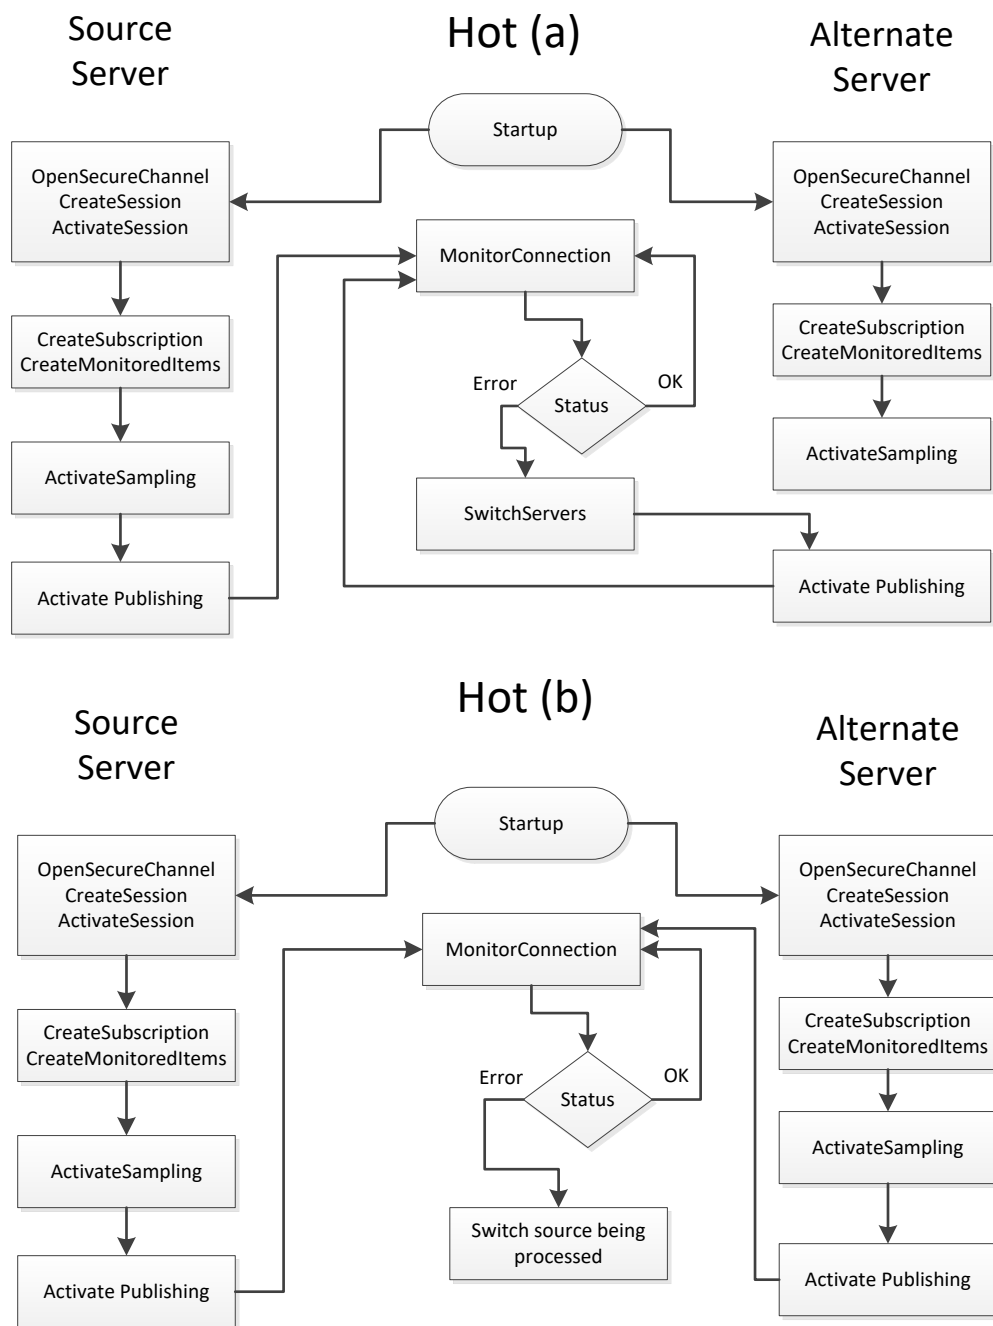 Source
Server
Hot (a)
Alternate
Server
Startup
OpenSecureChannel
CreateSession
ActivateSession
OpenSecureChannel
CreateSession
ActivateSession
MonitorConnection
CreateSubscription
CreateMonitoredItems
CreateSubscription
CreateMonitoredItems
Error
OK
Status
ActivateSampling
ActivateSampling
SwitchServers
Activate Publishing
Activate Publishing
Source
Server
Hot (b)
Alternate
Server
Startup
OpenSecureChannel
CreateSession
ActivateSession
OpenSecureChannel
CreateSession
ActivateSession
MonitorConnection
CreateSubscription
CreateMonitoredItems
CreateSubscription
CreateMonitoredItems
Error
OK
Status
ActivateSampling
ActivateSampling
Switch source being
processed
Activate Publishing
Activate Publishing